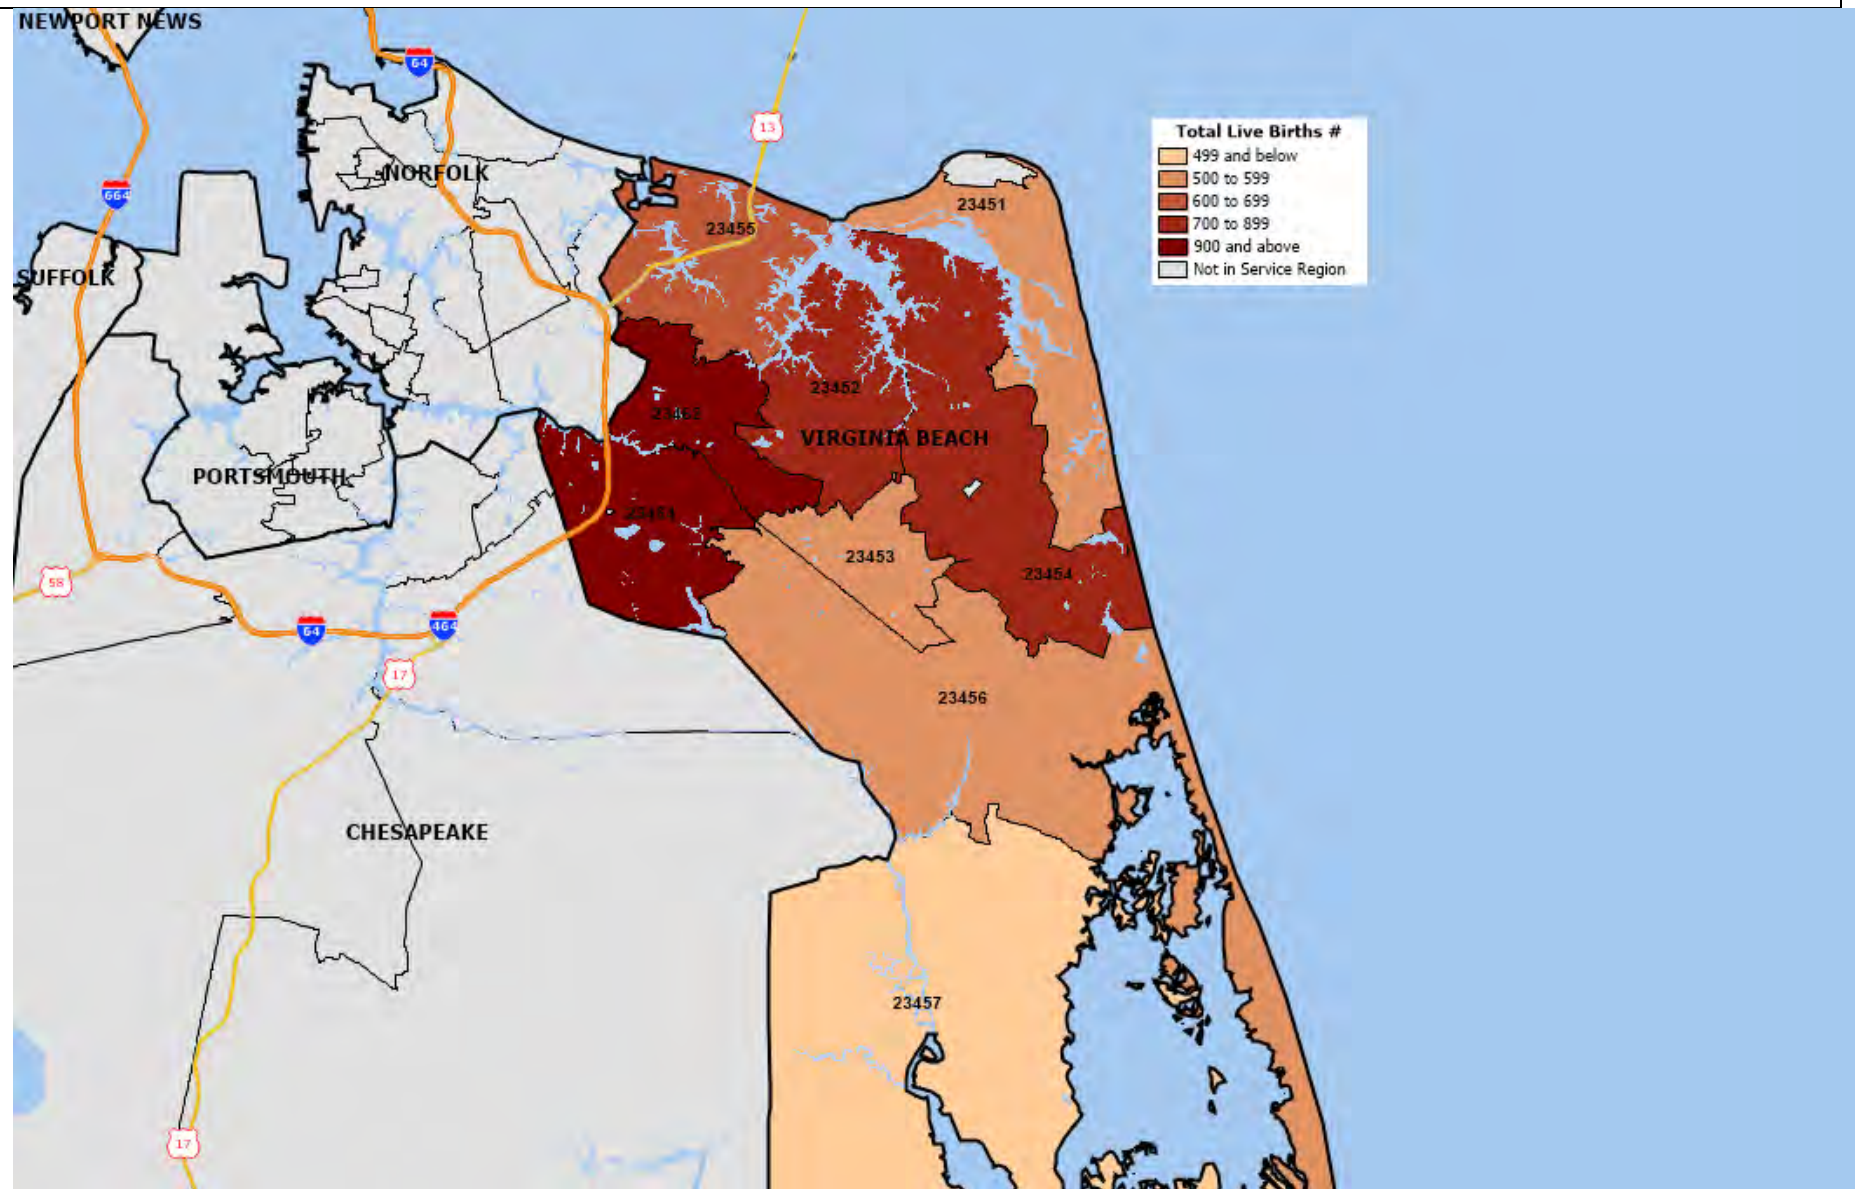 NEWPORT NEWS
64
13
Total Live Births #
499 and below
500 to 599
600 to 699
700 to 899
900 and above
Not in Service Region
NORFOLK
664
23451
23455
SUFFOLK
23452
VIRGINIA BEACH
PORTSMOUTH
23453
23454
58
64
464
17
23456
CHESAPEAKE
23457
17